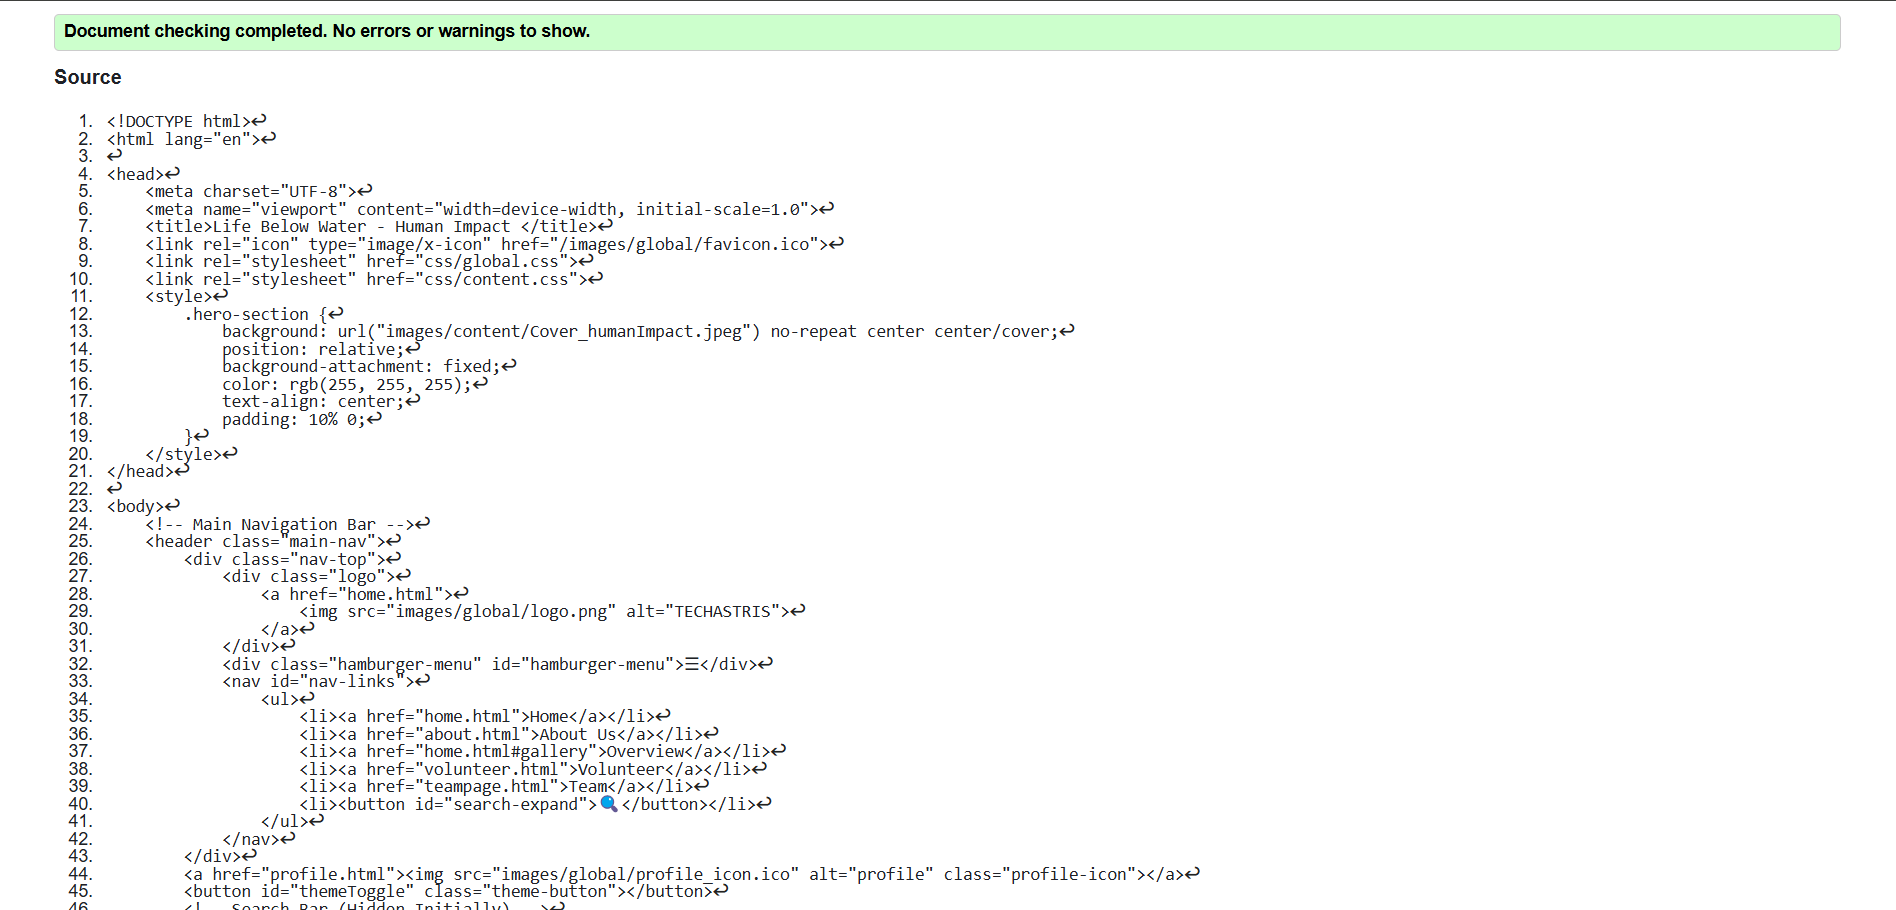 Document checking completed. No errors or warnings to show.
Source
1. <!DOCTYPE html>↩
2. <html lang="en">↩
3. ↩
4. <head>↩
5.     <meta charset="UTF-8">↩
6.     <meta name="viewport" content="width=device-width, initial-scale=1.0">↩
7.     <title>Life Below Water - Human Impact </title>↩
8.     <link rel="icon" type="image/x-icon" href="/images/global/favicon.ico">↩
9.     <link rel="stylesheet" href="css/global.css">↩
10.     <link rel="stylesheet" href="css/content.css">↩
11.     <style>↩
12.         .hero-section {↩
13.             background: url("images/content/Cover_humanImpact.jpeg") no-repeat center center/cover;↩
14.             position: relative;↩
15.             background-attachment: fixed;↩
16.             color: rgb(255, 255, 255);↩
17.             text-align: center;↩
18.             padding: 10% 0;↩
19.         }↩
20.     </style>↩
21. </head>↩
22. ↩
23. <body>↩
24.     <!-- Main Navigation Bar -->↩
25.     <header class="main-nav">↩
26.         <div class="nav-top">↩
27.             <div class="logo">↩
28.                 <a href="home.html">↩
29.                     <img src="images/global/logo.png" alt="TECHASTRIS">↩
30.                 </a>↩
31.             </div>↩
32.             <div class="hamburger-menu" id="hamburger-menu">☰</div>↩
33.             <nav id="nav-links">↩
34.                 <ul>↩
35.                     <li><a href="home.html">Home</a></li>↩
36.                     <li><a href="about.html">About Us</a></li>↩
37.                     <li><a href="home.html#gallery">Overview</a></li>↩
38.                     <li><a href="volunteer.html">Volunteer</a></li>↩
39.                     <li><a href="teampage.html">Team</a></li>↩
40.                     <li><button id="search-expand">🔍</button></li>↩
41.                 </ul>↩
42.             </nav>↩
43.         </div>↩
44.         <a href="profile.html"><img src="images/global/profile_icon.ico" alt="profile" class="profile-icon"></a>↩
45.         <button id="themeToggle" class="theme-button"></button>↩
46.         <!-- Search Bar (Hidden Initially) -->↩